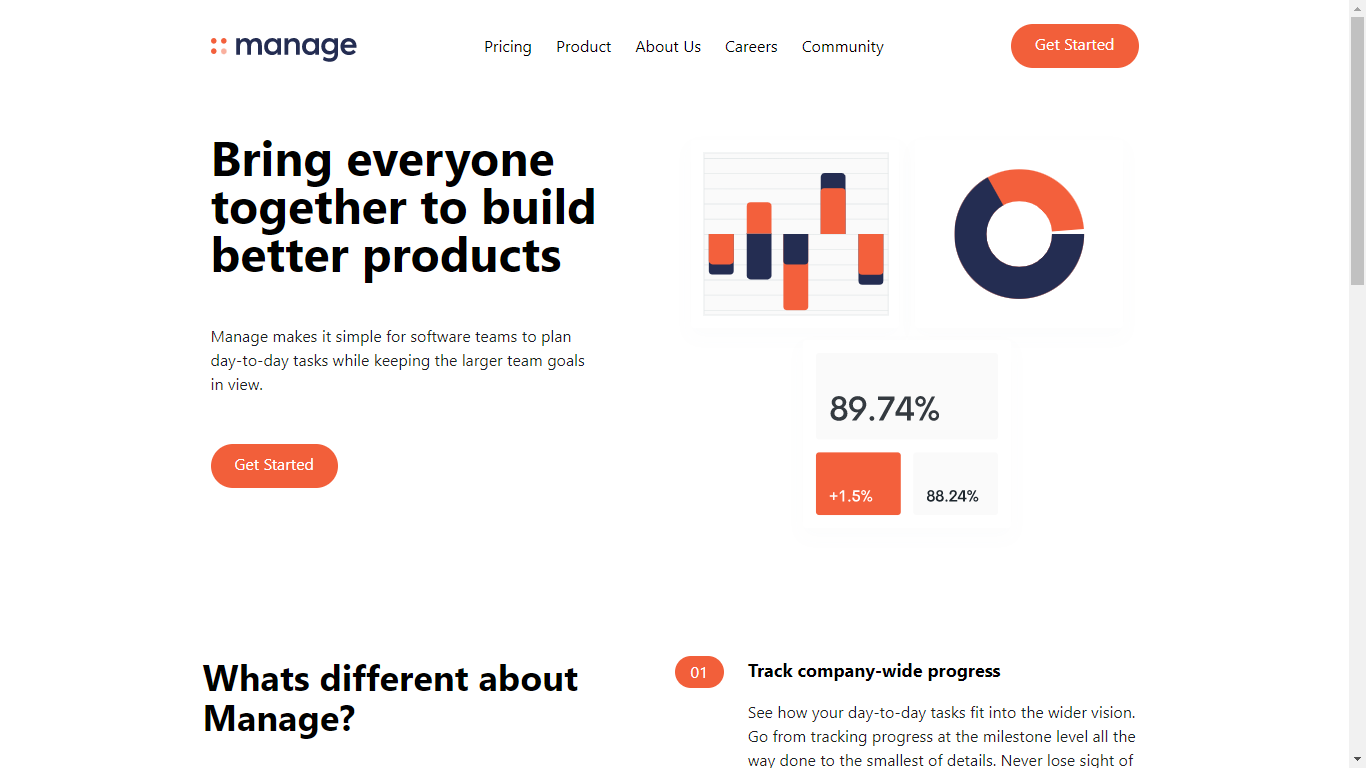 manage
Pricing
Product
About Us
Careers
Community
Get Started
Bring everyone
together to build
better products
Manage makes it simple for software teams to plan
day-to-day tasks while keeping the larger team goals
in view.
Get Started
89.74%
+1.5%
88.24%
Whats different about
Manage?
01
Track company-wide progress
See how your day-to-day tasks fit into the wider vision.
Go from tracking progress at the milestone level all the
way done to the smallest of details. Never lose sight of